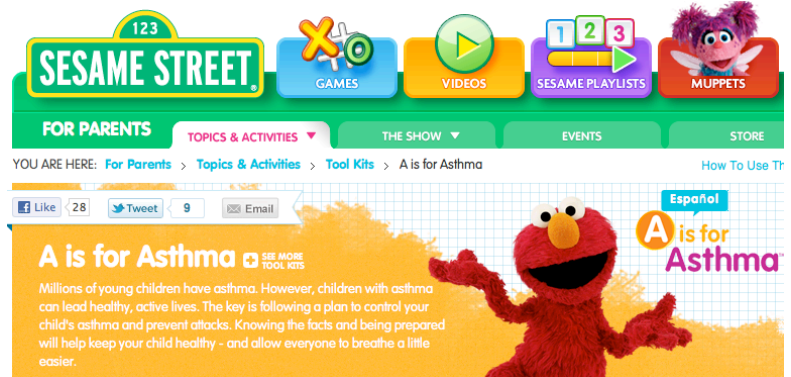 123
SESAME STREET®
GAMES
VIDEOS
1 2 3
SESAME PLAYLISTS
MUPPETS
FOR PARENTS
TOPICS & ACTIVITIES
THE SHOW
EVENTS
STORE
YOU ARE HERE: For Parents > Topics & Activities > Tool Kits > A is for Asthma
How To Use Th
Like 28
Tweet 9
Email
Español
A is for
Asthma
A is for Asthma
SEE MORE
TOOL KITS
Millions of young children have asthma. However, children with asthma
can lead healthy, active lives. The key is following a plan to control your
child's asthma and prevent attacks. Knowing the facts and being prepared
will help keep your child healthy - and allow everyone to breathe a little
easier.